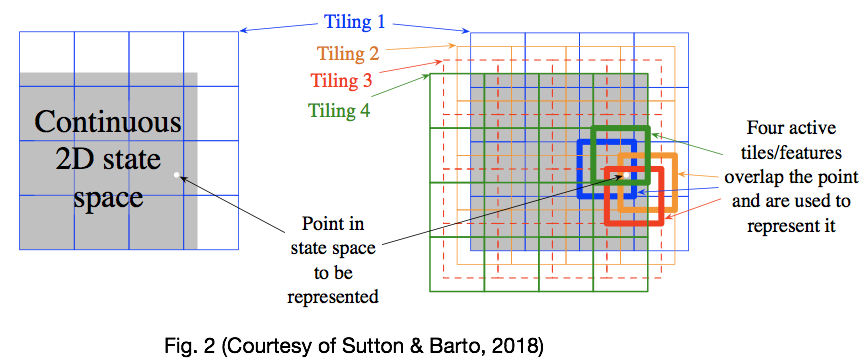 Tiling 1
Tiling 2
Tiling 3
Tiling 4
Continuous
2D state
space
Point in
state space
to be
represented
Four active
tiles/features
overlap the point
and are used to
represent it
Fig. 2 (Courtesy of Sutton & Barto, 2018)